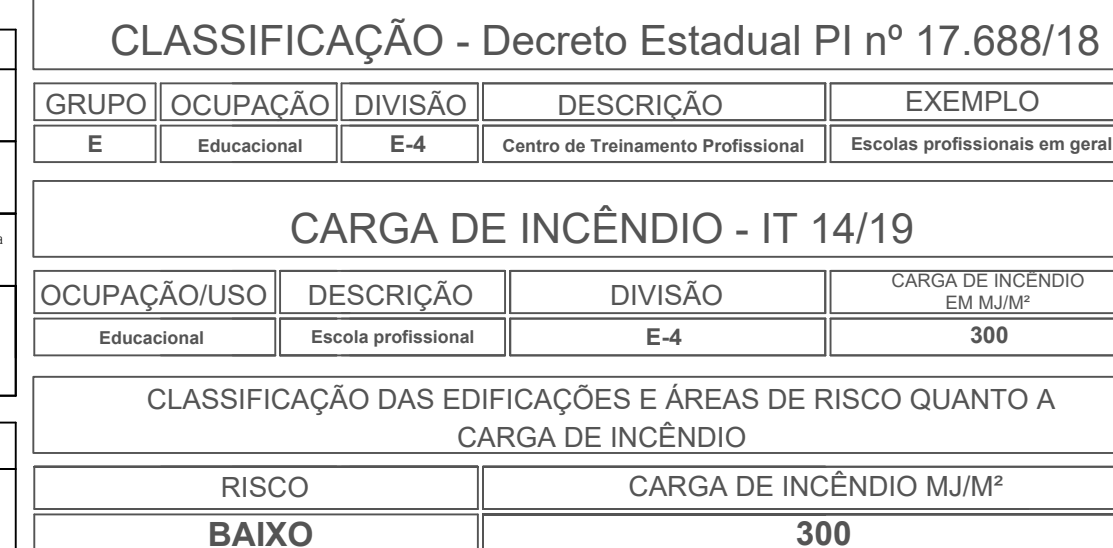 CLASSIFICAÇÃO - Decreto Estadual PI nº 17.688/18
GRUPO OCUPAÇÃO DIVISÃO DESCRIÇÃO EXEMPLO
E Educacional E-4 Centro de Treinamento Profissional Escolas profissionais em geral
CARGA DE INCÊNDIO - IT 14/19
OCUPAÇÃO/USO DESCRIÇÃO DIVISÃO CARGA DE INCÊNDIO
EM MJ/M²
Educacional Escola profissional E-4 300
CLASSIFICAÇÃO DAS EDIFICAÇÕES E ÁREAS DE RISCO QUANTO A
CARGA DE INCÊNDIO
RISCO CARGA DE INCÊNDIO MJ/M²
BAIXO 300